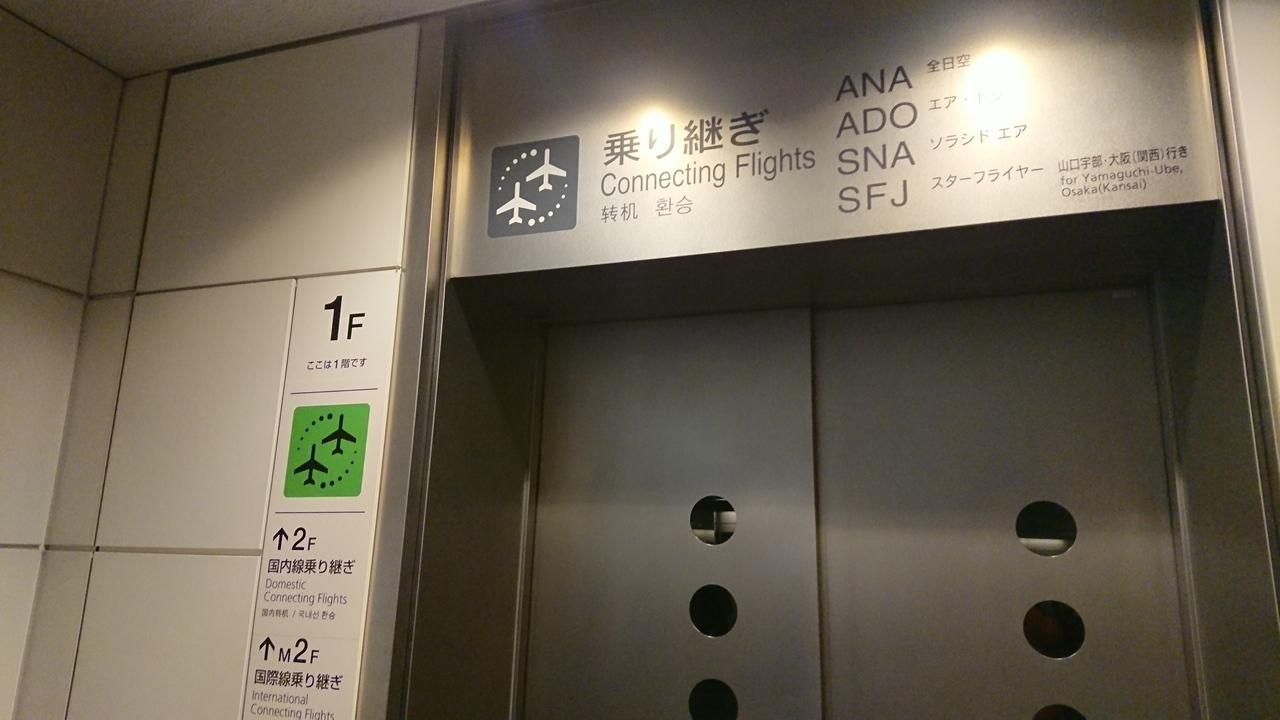 乗り継ぎ
Connecting Flights
转机 환승
ANA 全日空
ADO エア・ド
SNA ソラシド エア
SFJ スターフライヤー
山口宇部・大阪(関西)行き
for Yamaguchi-Ube,
Osaka(Kansai)
1F
ここは1階です
↑2F
国内線乗り継ぎ
Domestic
Connecting Flights
国内转机 / 국내선 환승
↑M2F
国際線乗り継ぎ
International
Connecting Flights